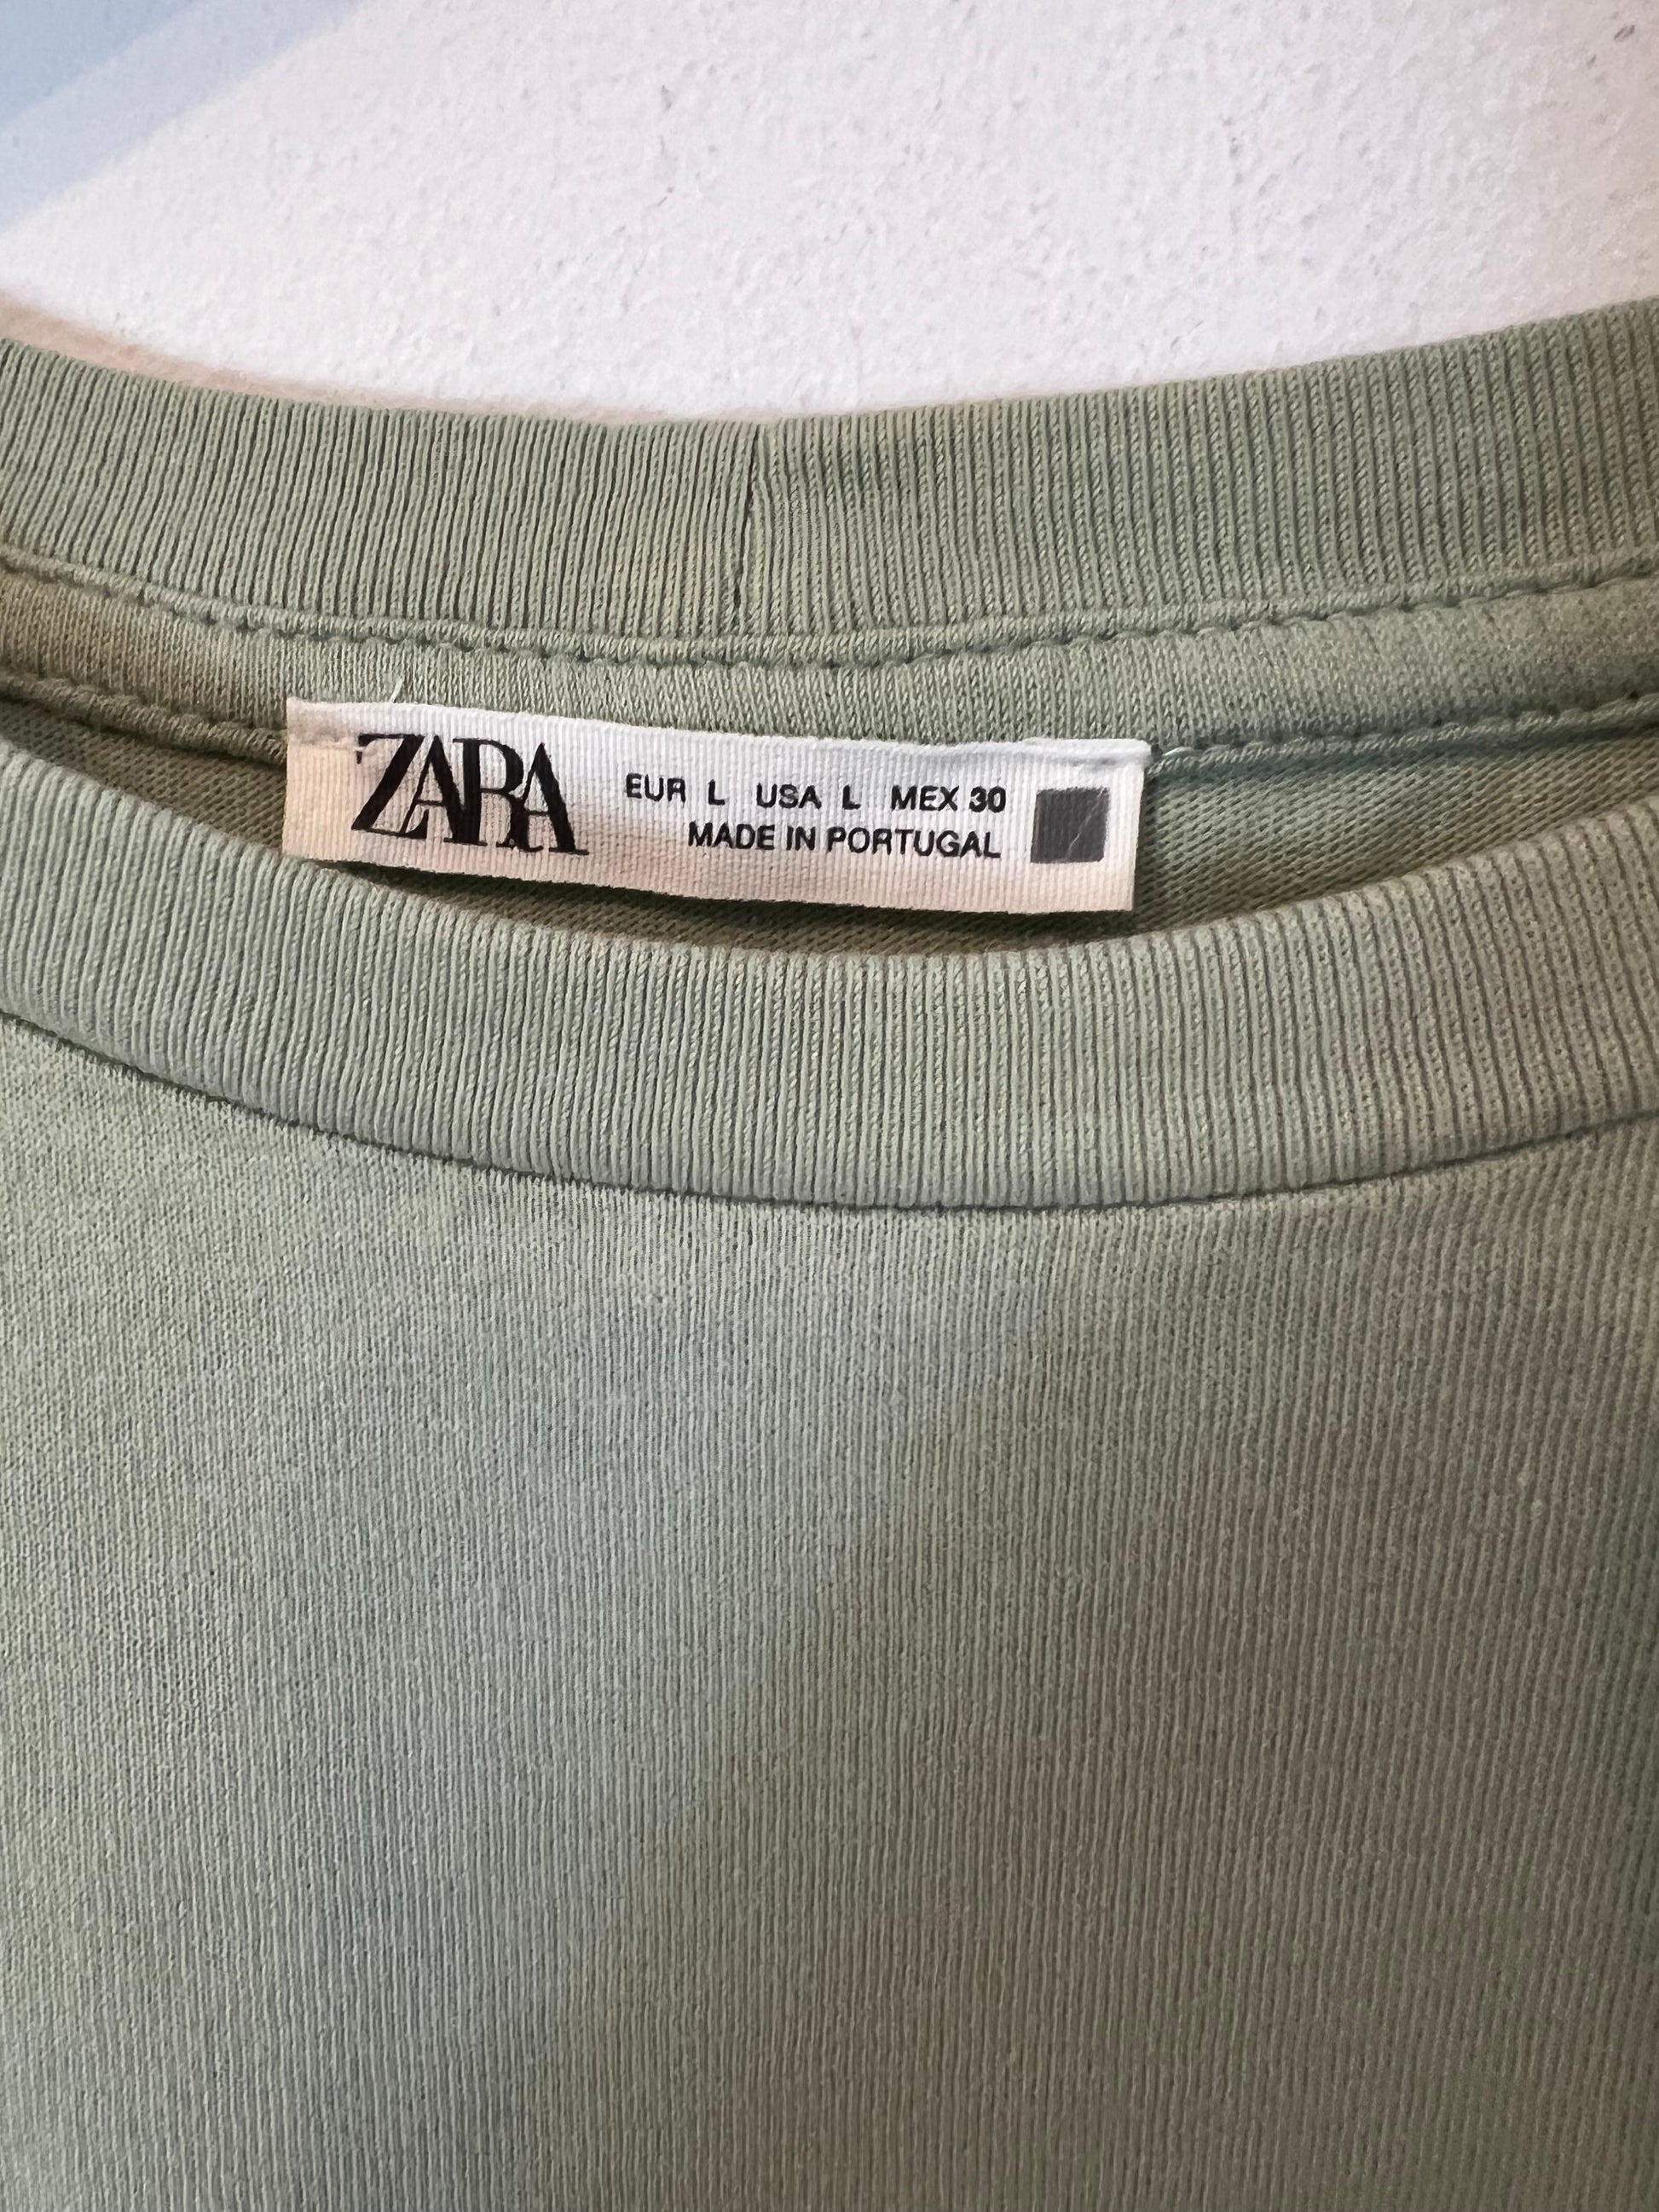 ZARA
EUR L USA L MEX 30
MADE IN PORTUGAL